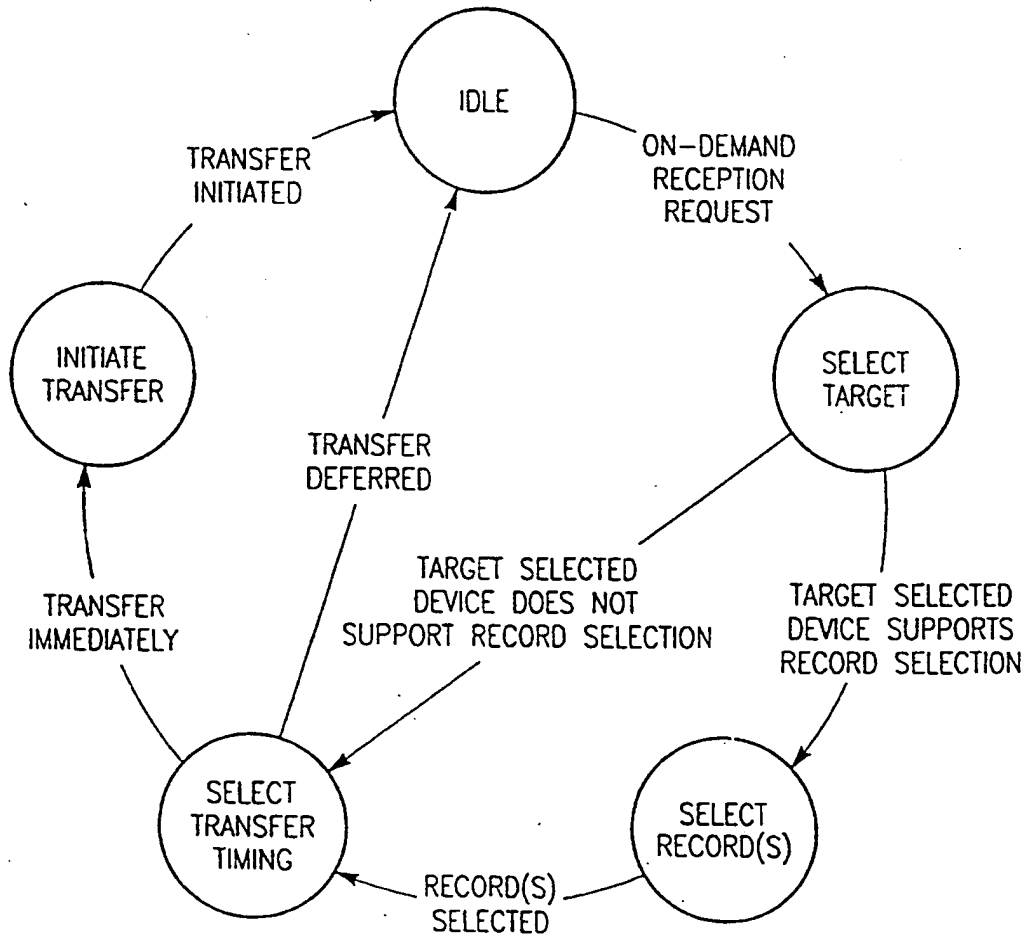 IDLE
TRANSFER
INITIATED
ON-DEMAND
RECEPTION
REQUEST
INITIATE
TRANSFER
SELECT
TARGET
TRANSFER
DEFERRED
TRANSFER
IMMEDIATELY
TARGET SELECTED
DEVICE DOES NOT
SUPPORT RECORD SELECTION
TARGET SELECTED
DEVICE SUPPORTS
RECORD SELECTION
SELECT
TRANSFER
TIMING
SELECT
RECORD(S)
RECORD(S)
SELECTED